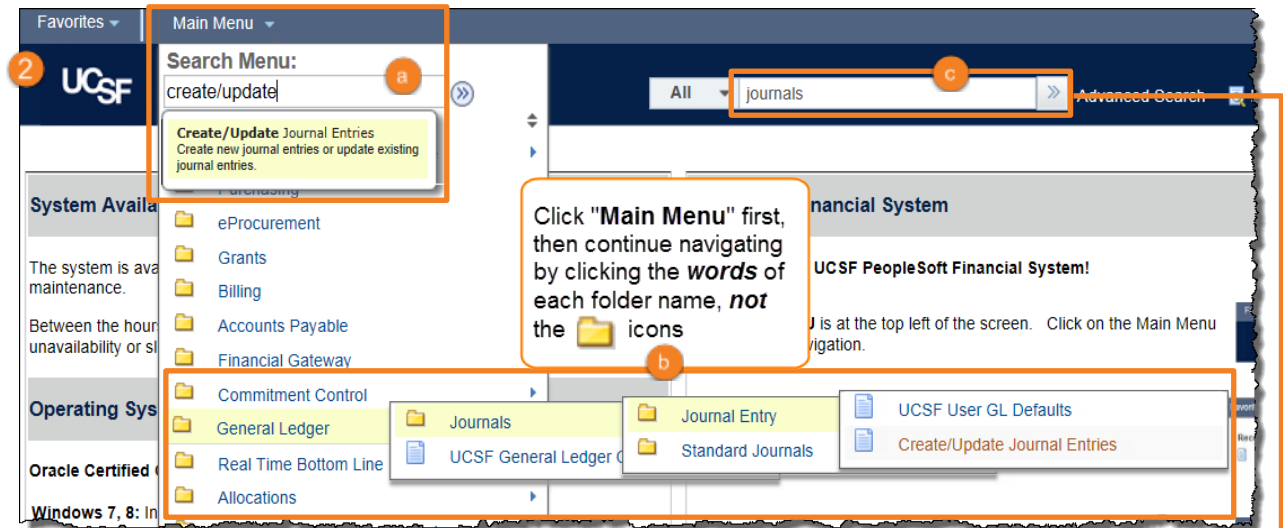 Favorites Main Menu
2
UCSF
Search Menu:
create/update
a
Create/Update Journal Entries
Create new journal entries or update existing
journal entries.
All journals
c
Advanced Search
Purchasing
eProcurement
Grants
Billing
Accounts Payable
Financial Gateway
Commitment Control
General Ledger
Real Time Bottom Line
Allocations
System Availa
The system is ava
maintenance.
Between the hour
unavailability or sl
Operating Sys
Oracle Certified
Windows 7, 8: In
Click "Main Menu" first,
then continue navigating
by clicking the words of
each folder name, not
the icons
b
Journals
UCSF General Ledger
Journal Entry
Standard Journals
UCSF User GL Defaults
Create/Update Journal Entries
nancial System
UCSF PeopleSoft Financial System!
is at the top left of the screen. Click on the Main Menu
vigation.